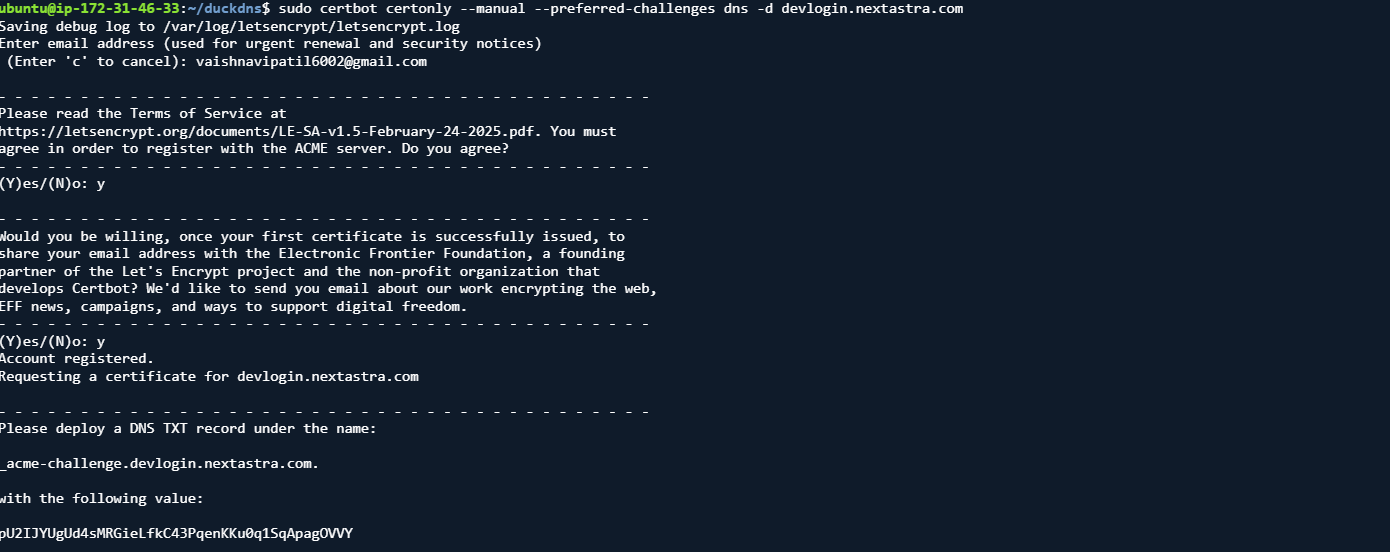 ubuntu@ip-172-31-46-33:~/duckdns$ sudo certbot certonly --manual --preferred-challenges dns -d devlogin.nextastra.com
Saving debug log to /var/log/letsencrypt/letsencrypt.log
Enter email address (used for urgent renewal and security notices)
 (Enter 'c' to cancel): vaishnavipatil6002@gmail.com
- - - - - - - - - - - - - - - - - - - - - - - - - - - - - - - - - - - - - - - -
Please read the Terms of Service at
https://letsencrypt.org/documents/LE-SA-v1.5-February-24-2025.pdf. You must
agree in order to register with the ACME server. Do you agree?
- - - - - - - - - - - - - - - - - - - - - - - - - - - - - - - - - - - - - - - -
(Y)es/(N)o: y
- - - - - - - - - - - - - - - - - - - - - - - - - - - - - - - - - - - - - - - -
Would you be willing, once your first certificate is successfully issued, to
share your email address with the Electronic Frontier Foundation, a founding
partner of the Let's Encrypt project and the non-profit organization that
develops Certbot? We'd like to send you email about our work encrypting the web,
EFF news, campaigns, and ways to support digital freedom.
- - - - - - - - - - - - - - - - - - - - - - - - - - - - - - - - - - - - - - - -
(Y)es/(N)o: y
Account registered.
Requesting a certificate for devlogin.nextastra.com
- - - - - - - - - - - - - - - - - - - - - - - - - - - - - - - - - - - - - - - -
Please deploy a DNS TXT record under the name:
_acme-challenge.devlogin.nextastra.com.
with the following value:
pU2IJYUgUd4sMRGieLfkC43PqenKKu0q1SqApagOVVY